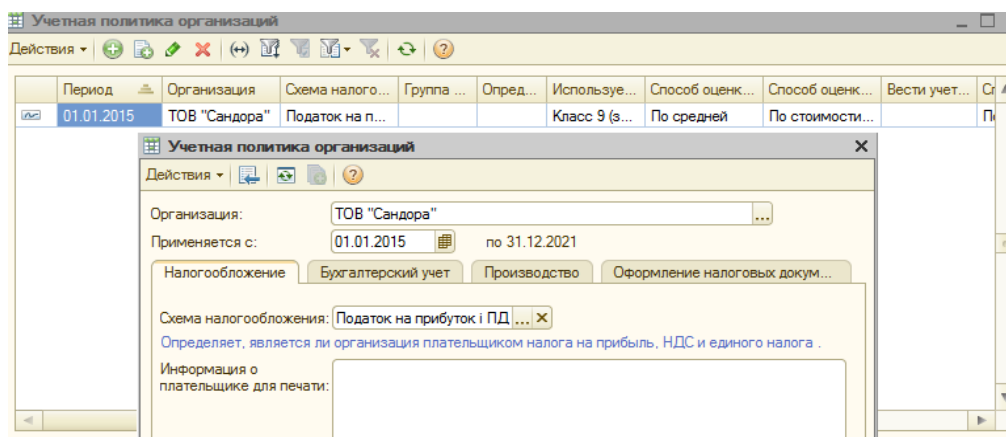 Учетная политика организаций
Действия
Период Организация Схема налого... Группа ... Опред... Используе... Способ оценк... Способ оценк... Вести учет...
01.01.2015 ТОВ "Сандора" Податок на п... Класс 9 (з... По средней По стоимости...
Учетная политика организаций
Действия
Организация: ТОВ "Сандора"
Применяется с: 01.01.2015 по 31.12.2021
Налогообложение Бухгалтерский учет Производство Оформление налоговых докум...
Схема налогообложения: Податок на прибуток і ПД ...
Определяет, является ли организация плательщиком налога на прибыль, НДС и единого налога .
Информация о
плательщике для печати: